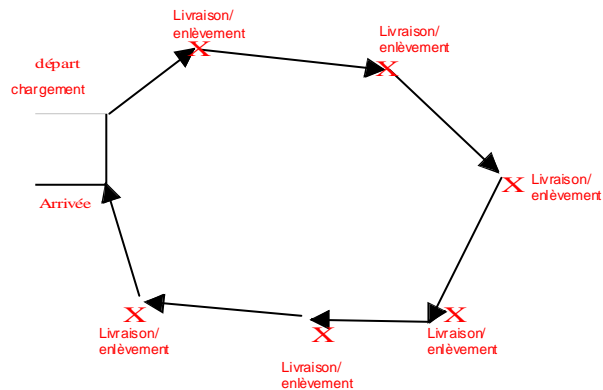 Livraison/
enlèvement
X
Livraison/
enlèvement
X
départ
chargement
X
Livraison/
enlèvement
Arrivée
X
Livraison/
enlèvement
X
Livraison/
enlèvement
X
Livraison/
enlèvement